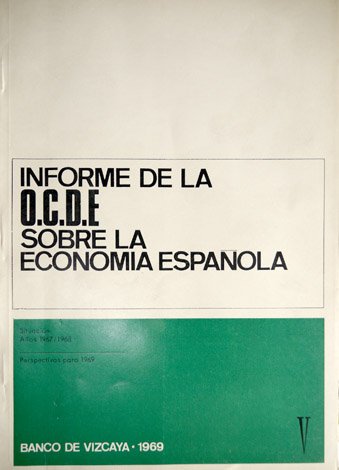 INFORME DE LA
O.C.D.E
SOBRE LA
ECONOMIA ESPAÑOLA
Años 1967/1968
Perspectivas para 1969
BANCO DE VIZCAYA · 1969
V